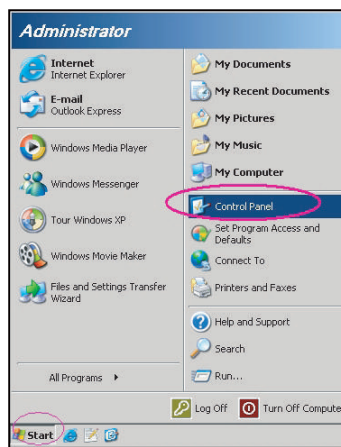 Administrator
Internet
Internet Explorer
E-mail
Outlook Express
Windows Media Player
Windows Messenger
Tour Windows XP
Windows Movie Maker
Files and Settings Transfer
Wizard
All Programs
My Documents
My Recent Documents
My Pictures
My Music
My Computer
Control Panel
Set Program Access and
Defaults
Connect To
Printers and Faxes
Help and Support
Search
Run...
Log Off
Turn Off Compute
Start